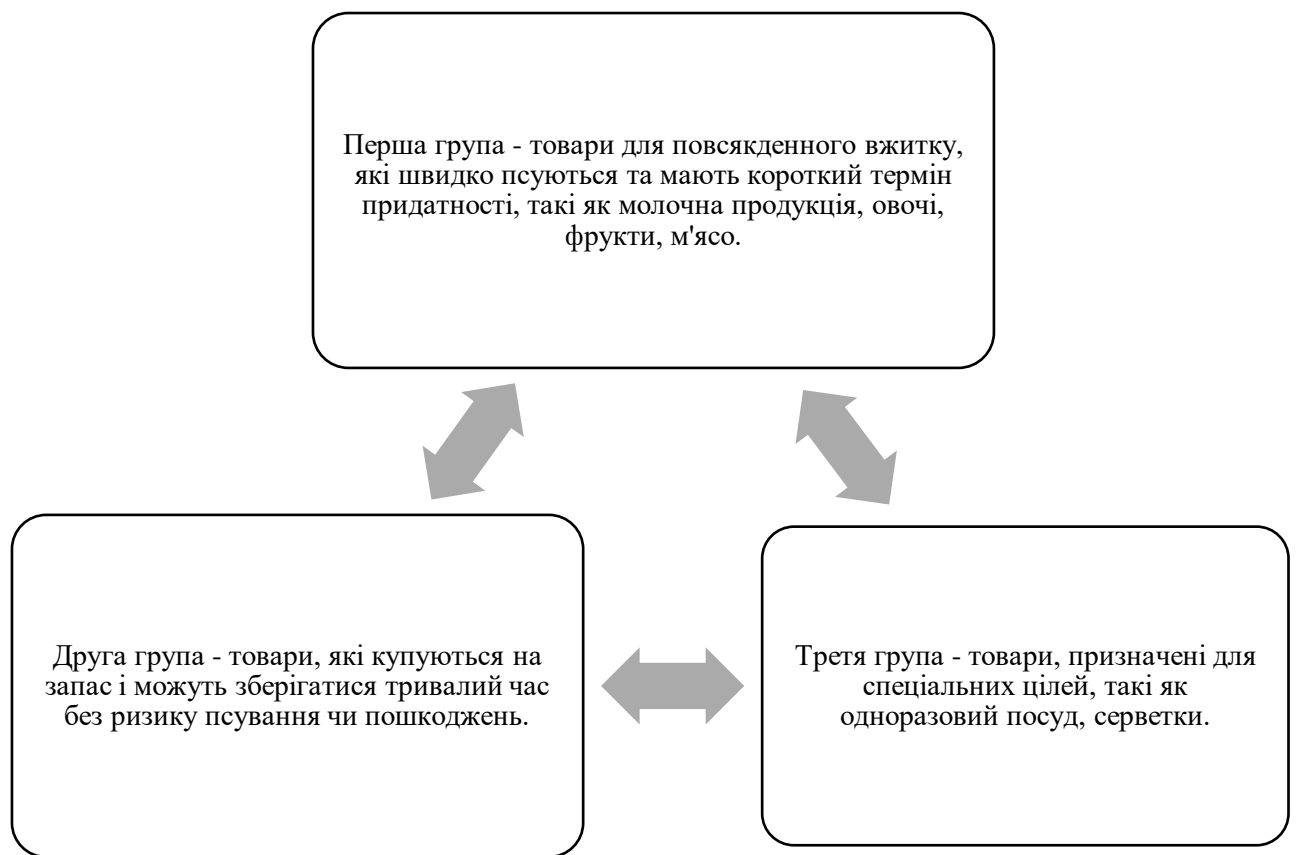 Перша група - товари для повсякденного вжитку,
які швидко псуються та мають короткий термін
придатності, такі як молочна продукція, овочі,
фрукти, м'ясо.
Друга група - товари, які купуються на
запас і можуть зберігатися тривалий час
без ризику псування чи пошкоджень.
Третя група - товари, призначені для
спеціальних цілей, такі як
одноразовий посуд, серветки.